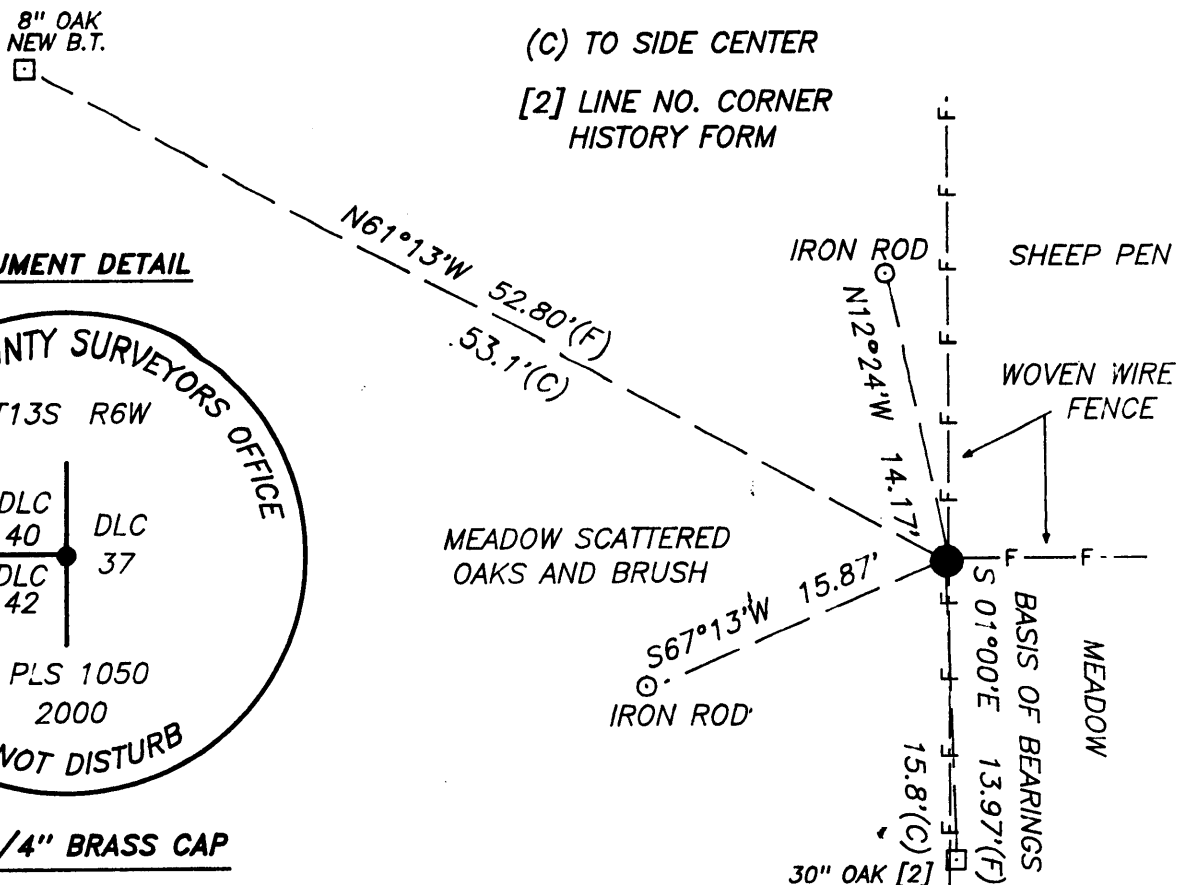 8" OAK
NEW B.T.
(C) TO SIDE CENTER
[2] LINE NO. CORNER
HISTORY FORM
N61°13'W 52.80'(F)
53.1'(C)
IRON ROD
N12°24'W 14.17'
SHEEP PEN
WOVEN WIRE
FENCE
UMENT DETAIL
NTY SURVEYORS OFFICE
T13S R6W
DLC
40
DLC
37
DLC
42
PLS 1050
2000
NOT DISTURB
/4" BRASS CAP
MEADOW SCATTERED
OAKS AND BRUSH
S67°13'W 15.87'
IRON ROD
F
F
F
F
F
F
F
F
F
F
F
F
BASIS OF BEARINGS
S 01°00'E 13.97'(F)
15.8'(C)
MEADOW
30" OAK [2]